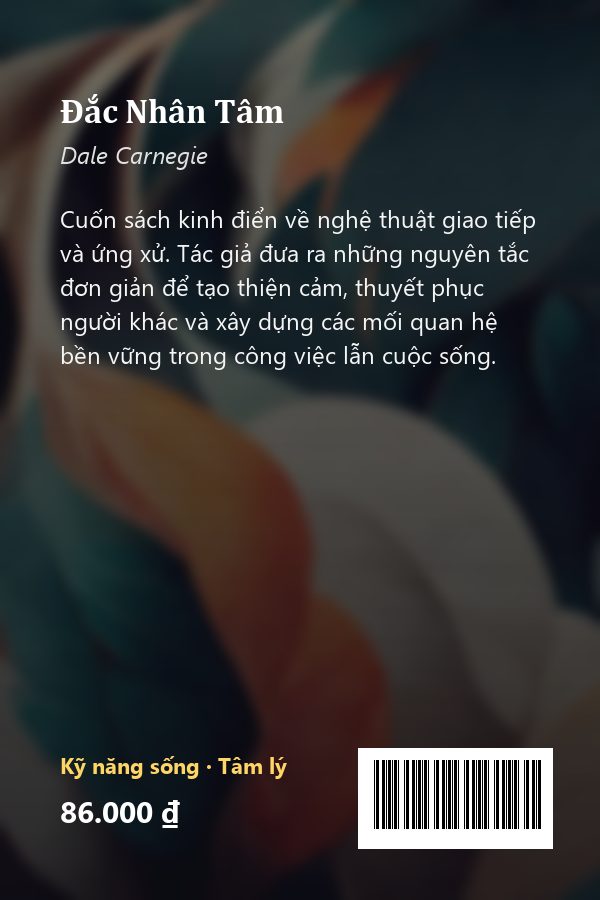 Đắc Nhân Tâm
Dale Carnegie
Cuốn sách kinh điển về nghệ thuật giao tiếp
và ứng xử. Tác giả đưa ra những nguyên tắc
đơn giản để tạo thiện cảm, thuyết phục
người khác và xây dựng các mối quan hệ
bền vững trong công việc lẫn cuộc sống.
Kỹ năng sống · Tâm lý
86.000 ₫